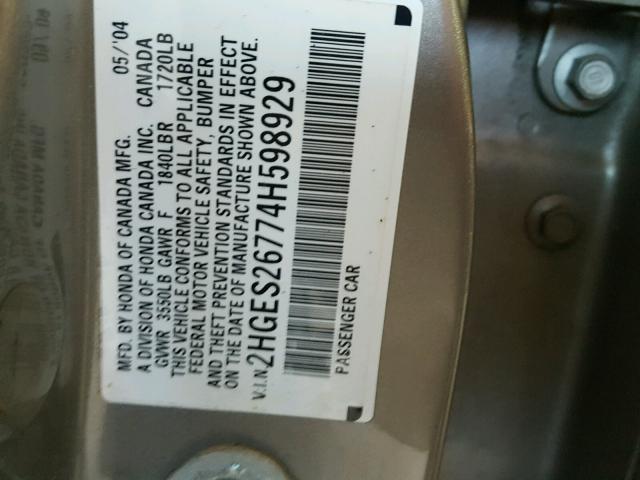 MFD. BY HONDA OF CANADA MFG. 05/'04
A DIVISION OF HONDA CANADA INC. CANADA
GVWR 3550LB GAWR F 1840LBR 1720LB
THIS VEHICLE CONFORMS TO ALL APPLICABLE
FEDERAL MOTOR VEHICLE SAFETY, BUMPER
AND THEFT PREVENTION STANDARDS IN EFFECT
ON THE DATE OF MANUFACTURE SHOWN ABOVE.
V.I.N. 2HGES26774H598929
PASSENGER CAR